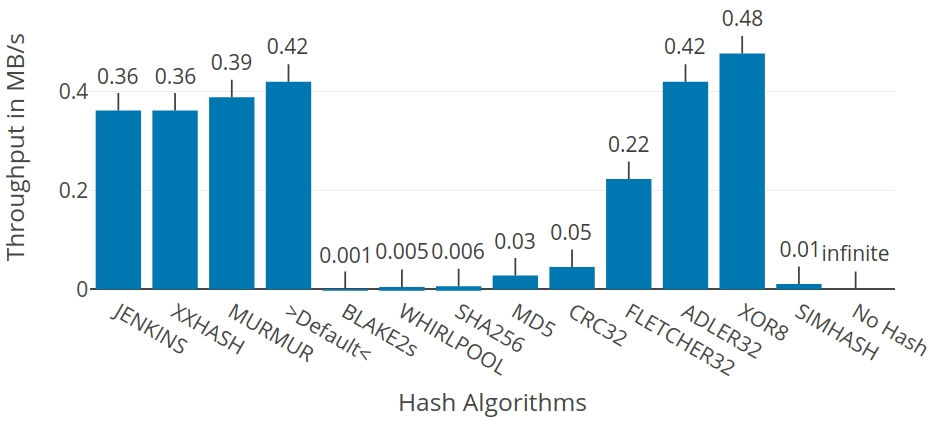 0.48
0.42
0.42
0.39
0.36
0.36
0.4
0.22
0.2
0.05
0.03
0.001
0.005
0.006
0.01
infinite
0
Throughput in MB/s
JENKINS
XXHASH
MURMUR
>Default<
BLAKE2s
WHIRLPOOL
SHA256
MD5
CRC32
FLETCHER32
ADLER32
XOR8
SIMHASH
No Hash
Hash Algorithms